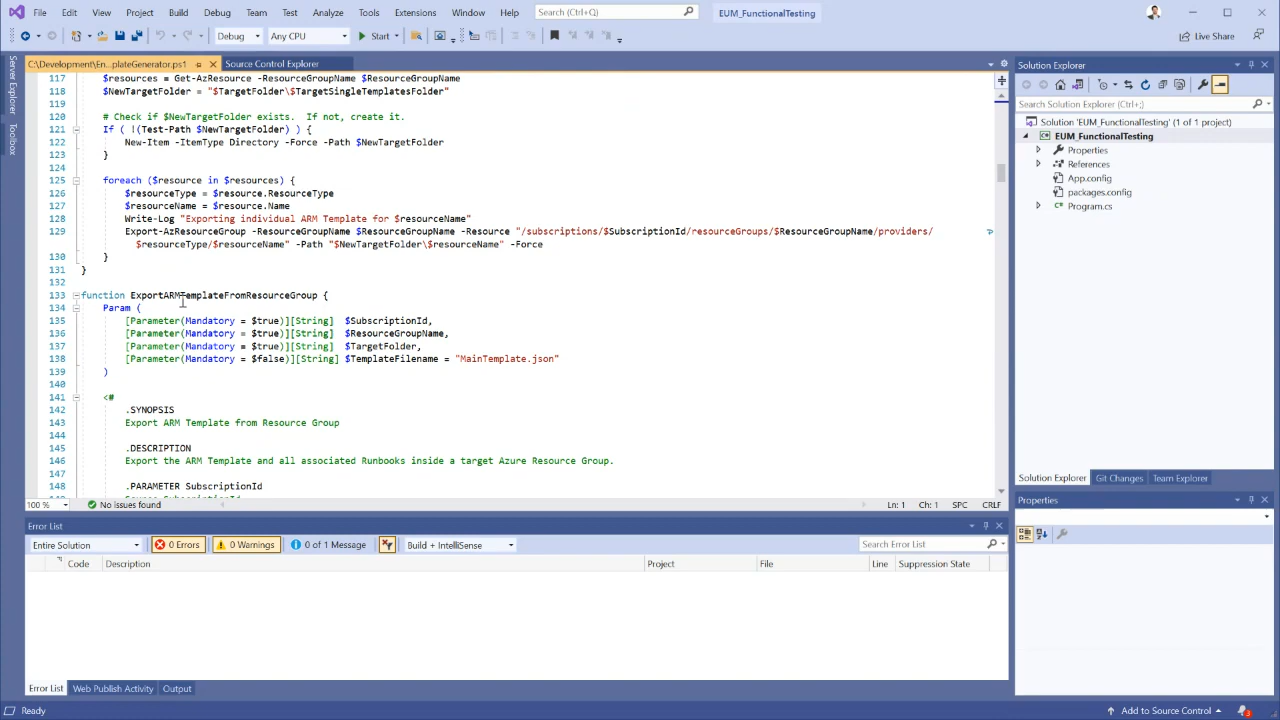 File Edit View Project Build Debug Team Test Analyze Tools Extensions Window Help Search (Ctrl+Q) EUM_FunctionalTesting
Debug Any CPU Start Live Share
C:\Development\En...plateGenerator.ps1 Source Control Explorer
Server Explorer
Toolbox
117 $resources = Get-AzResource -ResourceGroupName $ResourceGroupName
118 $NewTargetFolder = "$TargetFolder\$TargetSingleTemplatesFolder"
119
120 # Check if $NewTargetFolder exists. If not, create it.
121 If ( !(Test-Path $NewTargetFolder) ) {
122 New-Item -ItemType Directory -Force -Path $NewTargetFolder
123 }
124
125 foreach ($resource in $resources) {
126 $resourceType = $resource.ResourceType
127 $resourceName = $resource.Name
128 Write-Log "Exporting individual ARM Template for $resourceName"
129 Export-AzResourceGroup -ResourceGroupName $ResourceGroupName -Resource "/subscriptions/$SubscriptionId/resourceGroups/$ResourceGroupName/providers/
$resourceType/$resourceName" -Path "$NewTargetFolder\$resourceName" -Force
130 }
131 }
132
133 function ExportARMTemplateFromResourceGroup {
134 Param (
135 [Parameter(Mandatory = $true)][String] $SubscriptionId,
136 [Parameter(Mandatory = $true)][String] $ResourceGroupName,
137 [Parameter(Mandatory = $true)][String] $TargetFolder,
138 [Parameter(Mandatory = $false)][String] $TemplateFilename = "MainTemplate.json"
139 )
140
141 <#
142 .SYNOPSIS
143 Export ARM Template from Resource Group
144
145 .DESCRIPTION
146 Export the ARM Template and all associated Runbooks inside a target Azure Resource Group.
147
148 .PARAMETER SubscriptionId
100 % No issues found Ln: 1 Ch: 1 SPC CRLF
Error List
Entire Solution 0 Errors 0 Warnings 0 of 1 Message Build + IntelliSense Search Error List
Code Description Project File Line Suppression State
Error List Web Publish Activity Output
Solution Explorer
Search Solution Explorer (Ctrl+;)
Solution 'EUM_FunctionalTesting' (1 of 1 project)
EUM_FunctionalTesting
Properties
References
App.config
packages.config
Program.cs
Solution Explorer Git Changes Team Explorer
Properties
Ready Add to Source Control 3